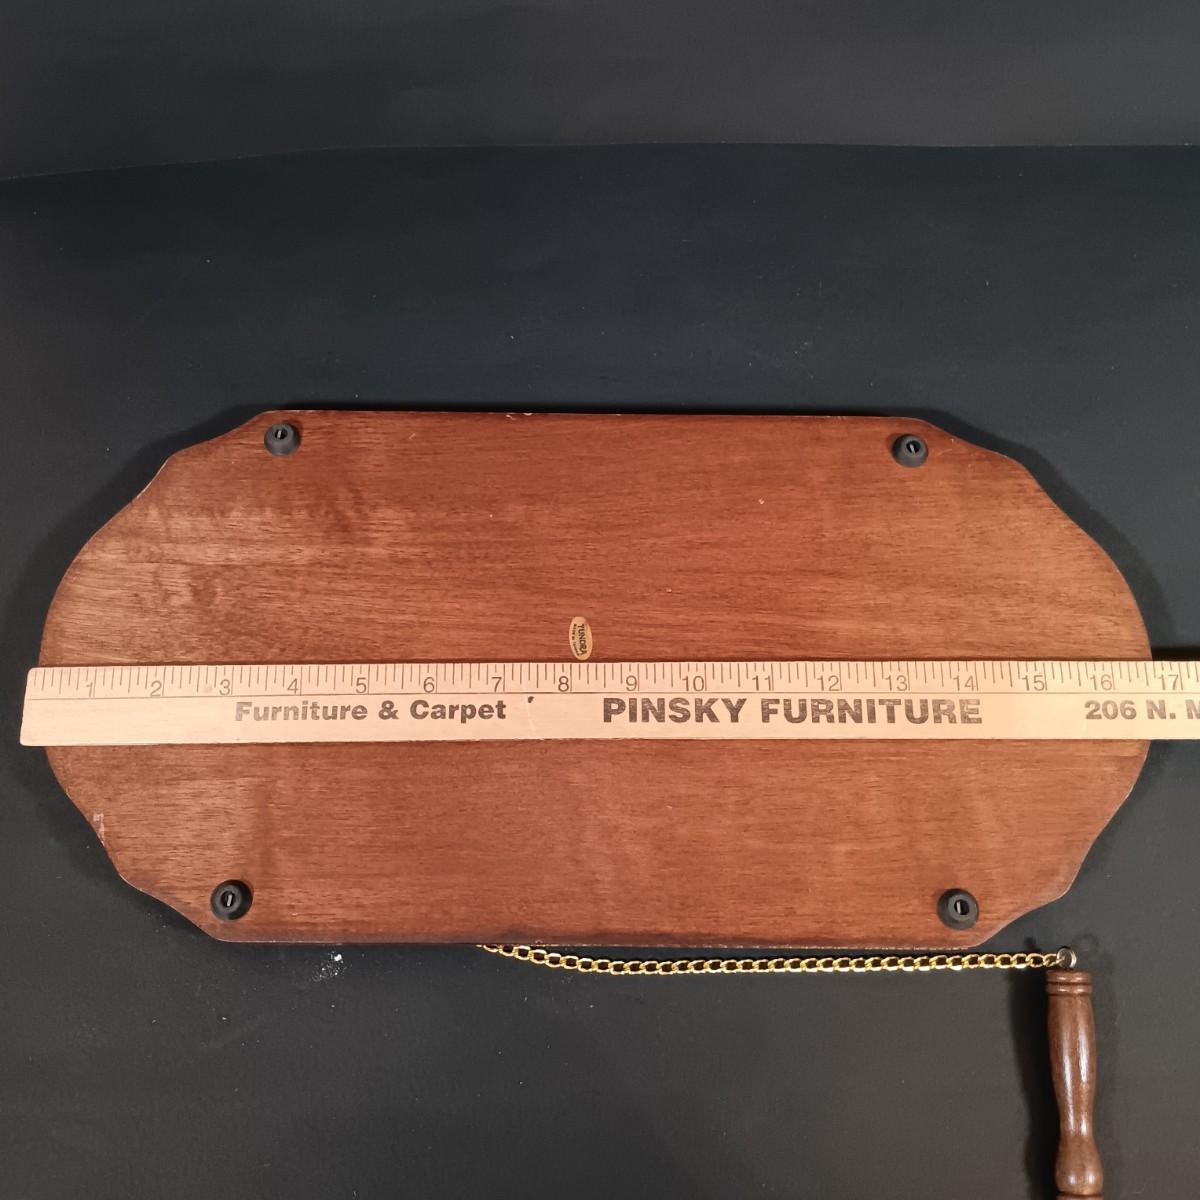 TUNDRA
1 2 3 4 5 6 7 8 9 10 11 12 13 14 15 16 17
Furniture & Carpet PINSKY FURNITURE 206 N.